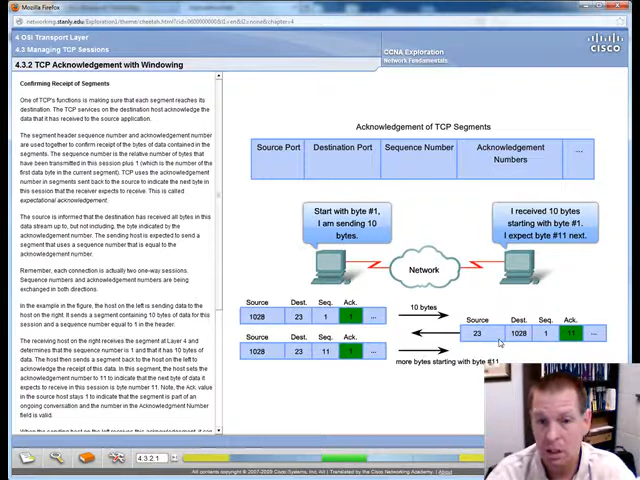 Mozilla Firefox
4 OSI Transport Layer
4.3 Managing TCP Sessions
4.3.2 TCP Acknowledgement with Windowing
CCNA Exploration
Network Fundamentals
CISCO
Confirming Receipt of Segments
One of TCP's functions is making sure that each segment reaches its
destination. The TCP services on the destination host acknowledge the
data that it has received to the source application.
The segment header sequence number and acknowledgement number
are used together to confirm receipt of the bytes of data contained in the
segments. The sequence number is the relative number of bytes that
have been transmitted in this session plus 1 (which is the number of the
first data byte in the current segment). TCP uses the acknowledgement
number in segments sent back to the source to indicate the next byte in
this session that the receiver expects to receive. This is called
expectational acknowledgement.
The source is informed that the destination has received all bytes in this
data stream up to, but not including, the byte indicated by the
acknowledgement number. The sending host is expected to send a
segment that uses a sequence number that is equal to the
acknowledgement number.
Remember, each connection is actually two one-way sessions.
Sequence numbers and acknowledgement numbers are being
exchanged in both directions.
In the example in the figure, the host on the left is sending data to the
host on the right. It sends a segment containing 10 bytes of data for this
session and a sequence number equal to 1 in the header.
The receiving host on the right receives the segment at Layer 4 and
determines that the sequence number is 1 and that it has 10 bytes of
data. The host then sends a segment back to the host on the left to
acknowledge the receipt of this data. In this segment, the host sets the
acknowledgement number to 11 to indicate that the next byte of data it
expects to receive in this session is byte number 11. Note, the Ack. value
in the source host stays 1 to indicate that the segment is part of an
ongoing conversation and the number in the Acknowledgment Number
field is valid.
Acknowledgement of TCP Segments
Source Port Destination Port Sequence Number Acknowledgement Numbers ...
Start with byte #1,
I am sending 10
bytes.
I received 10 bytes
starting with byte #1.
I expect byte #11 next.
Network
Source Dest. Seq. Ack.
1028 23 1 1 ...
10 bytes
Source Dest. Seq. Ack.
23 1028 1 11 ...
Source Dest. Seq. Ack.
1028 23 11 1 ...
more bytes starting with byte #11
4.3.2.1
All contents copyright © 2007-2009 Cisco Systems, Inc. All | Translated by the Cisco Networking Academy. | About